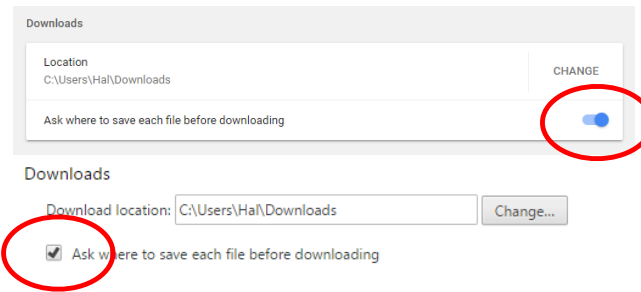 Downloads
Location
C:\Users\Hal\Downloads
CHANGE
Ask where to save each file before downloading
Downloads
Download location: C:\Users\Hal\Downloads Change...
Ask where to save each file before downloading